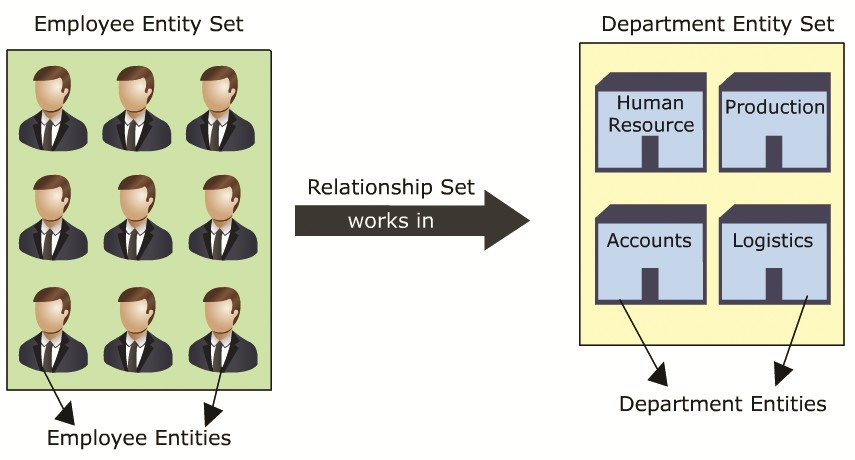 Employee Entity Set
Department Entity Set
Human
Resource
Production
Relationship Set
works in
Accounts
Logistics
Department Entities
Employee Entities